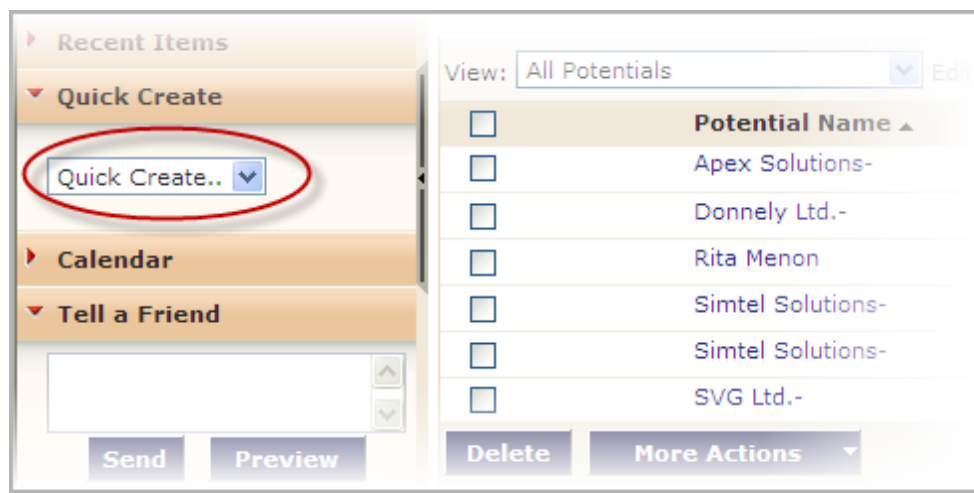 Recent Items
Quick Create
Quick Create..
Calendar
Tell a Friend
Send Preview
View: All Potentials Edit
Potential Name
Apex Solutions-
Donnely Ltd.-
Rita Menon
Simtel Solutions-
Simtel Solutions-
SVG Ltd.-
Delete More Actions